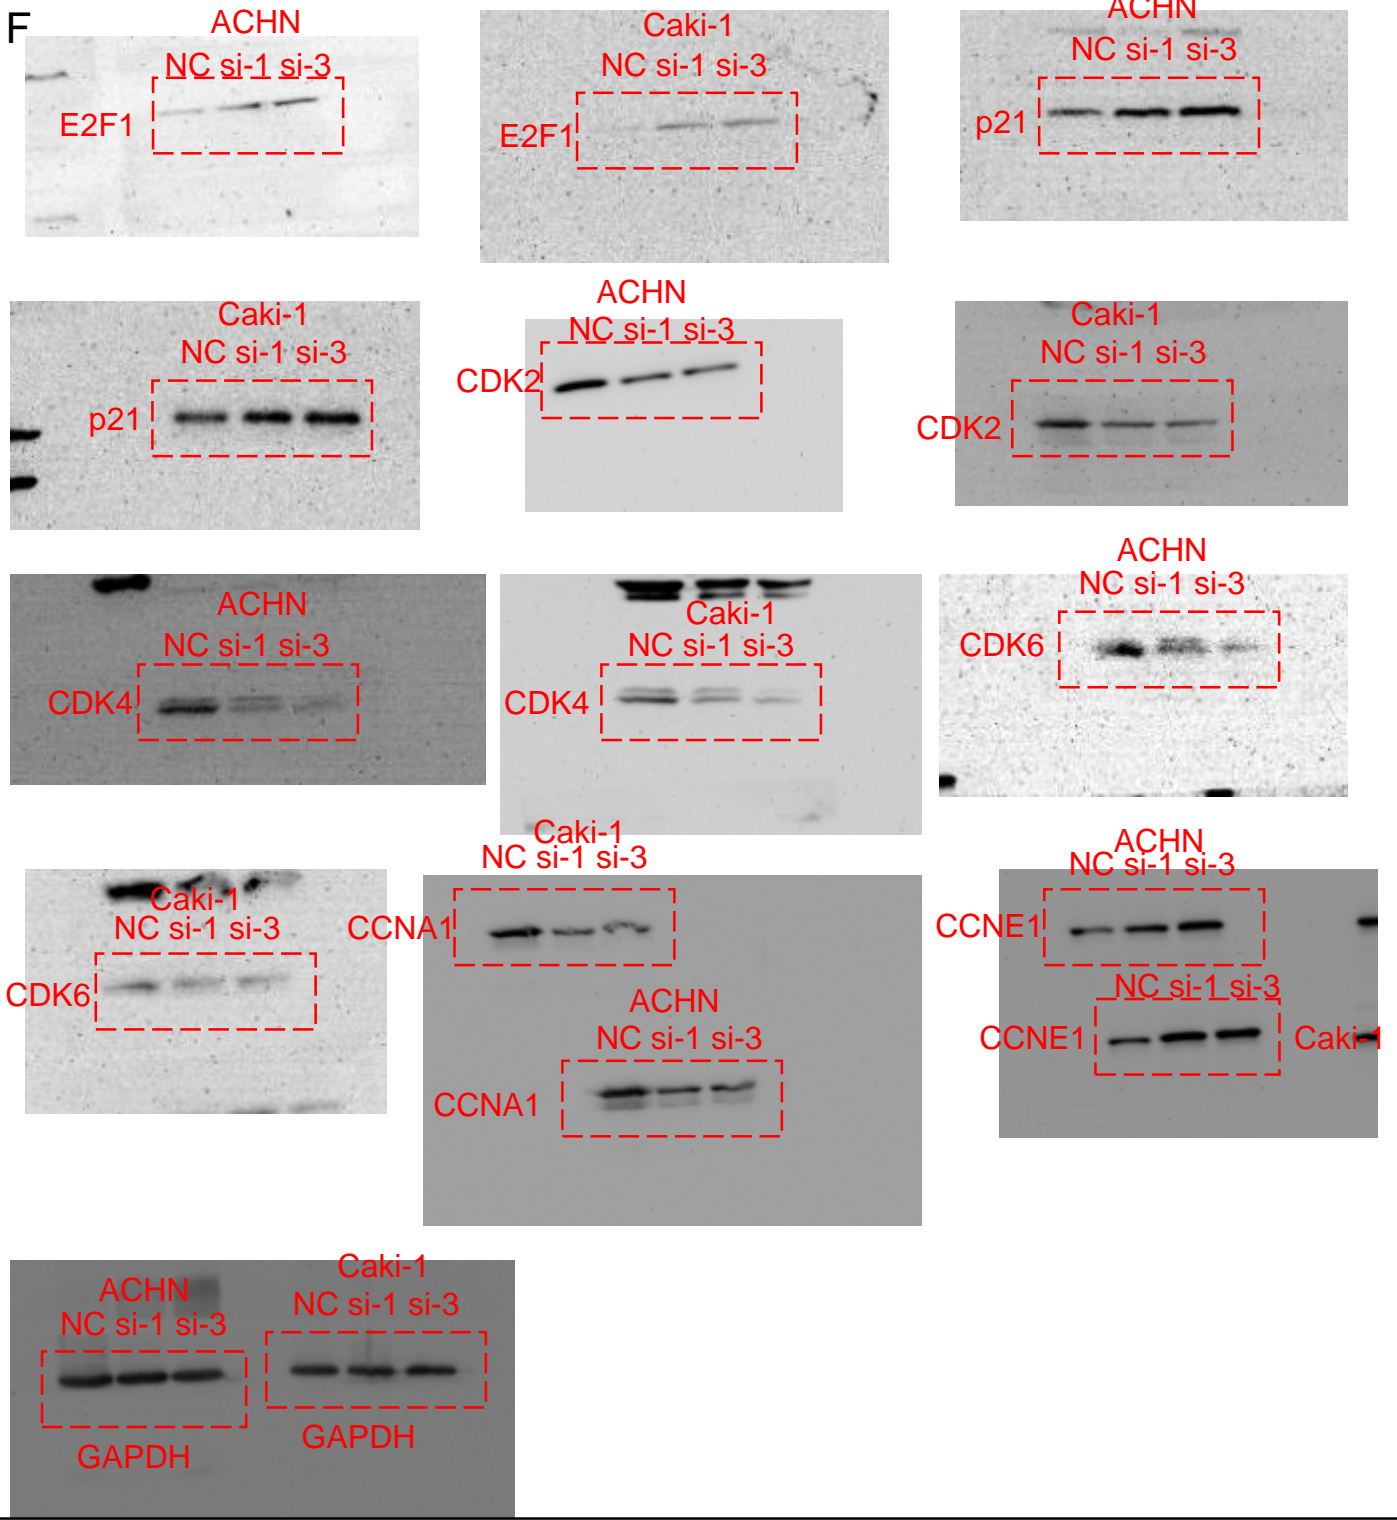 F
ACHN
NC si-1 si-3
E2F1
Caki-1
NC si-1 si-3
E2F1
ACHN
NC si-1 si-3
p21
Caki-1
NC si-1 si-3
p21
ACHN
NC si-1 si-3
CDK2
Caki-1
NC si-1 si-3
CDK2
ACHN
NC si-1 si-3
CDK4
Caki-1
NC si-1 si-3
CDK4
ACHN
NC si-1 si-3
CDK6
Caki-1
NC si-1 si-3
CDK6
Caki-1
NC si-1 si-3
CCNA1
ACHN
NC si-1 si-3
CCNA1
ACHN
NC si-1 si-3
CCNE1
NC si-1 si-3
CCNE1
Caki-1
ACHN
NC si-1 si-3
GAPDH
Caki-1
NC si-1 si-3
GAPDH